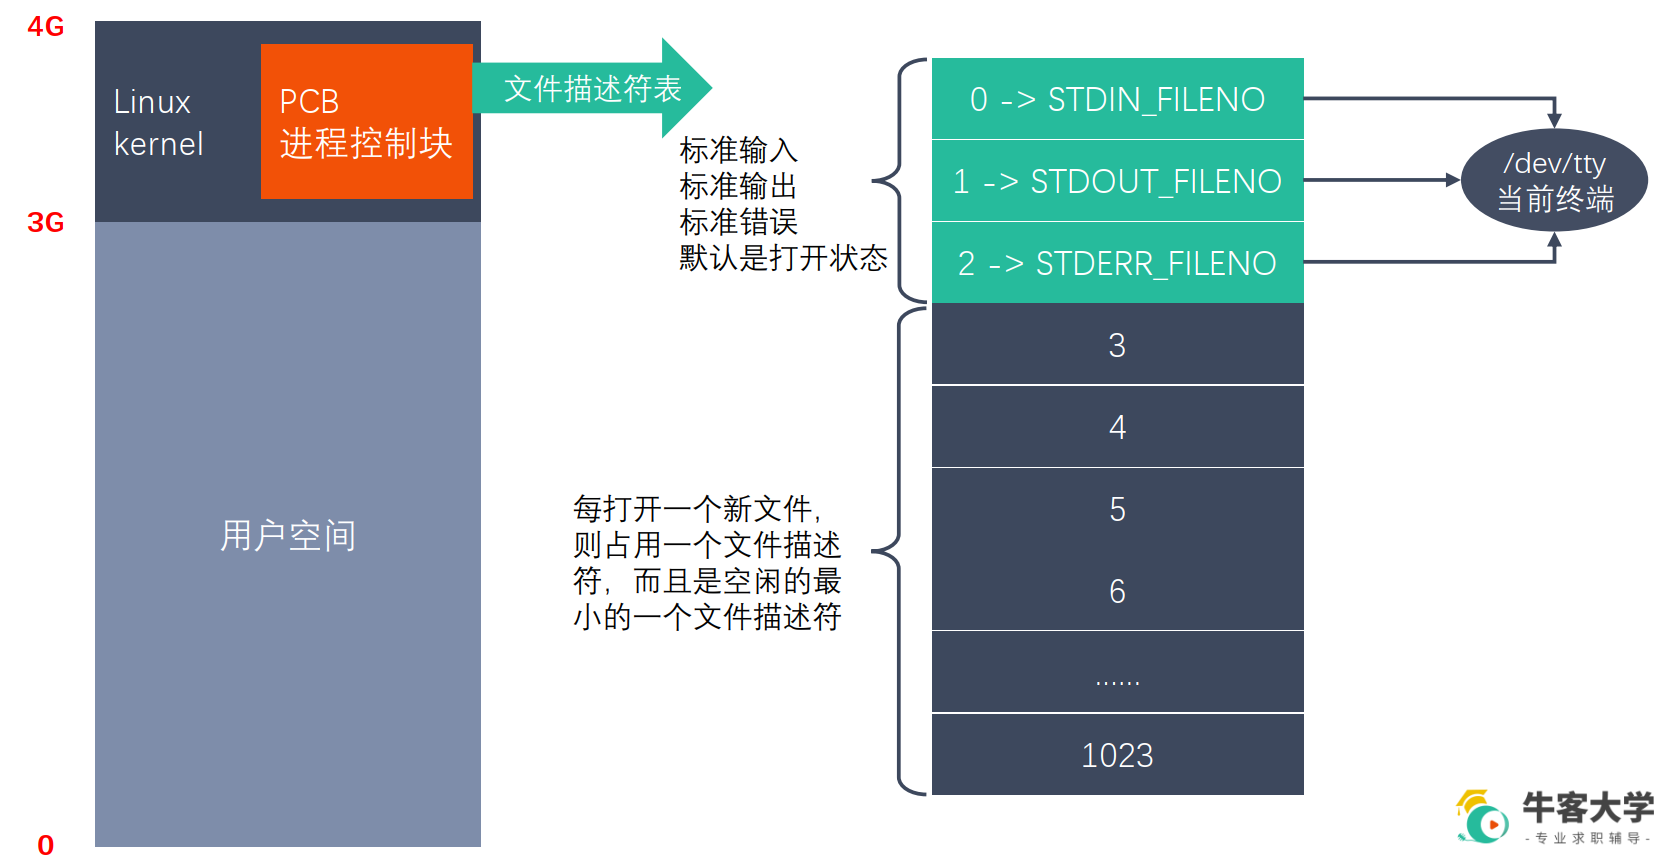 4G
Linux
kernel
PCB
进程控制块
文件描述符表
3G
用户空间
0
标准输入
标准输出
标准错误
默认是打开状态
每打开一个新文件，
则占用一个文件描述
符，而且是空闲的最
小的一个文件描述符
0 -> STDIN_FILENO
1 -> STDOUT_FILENO
2 -> STDERR_FILENO
3
4
5
6
......
1023
/dev/tty
当前终端
牛客大学
- 专业求职辅导 -